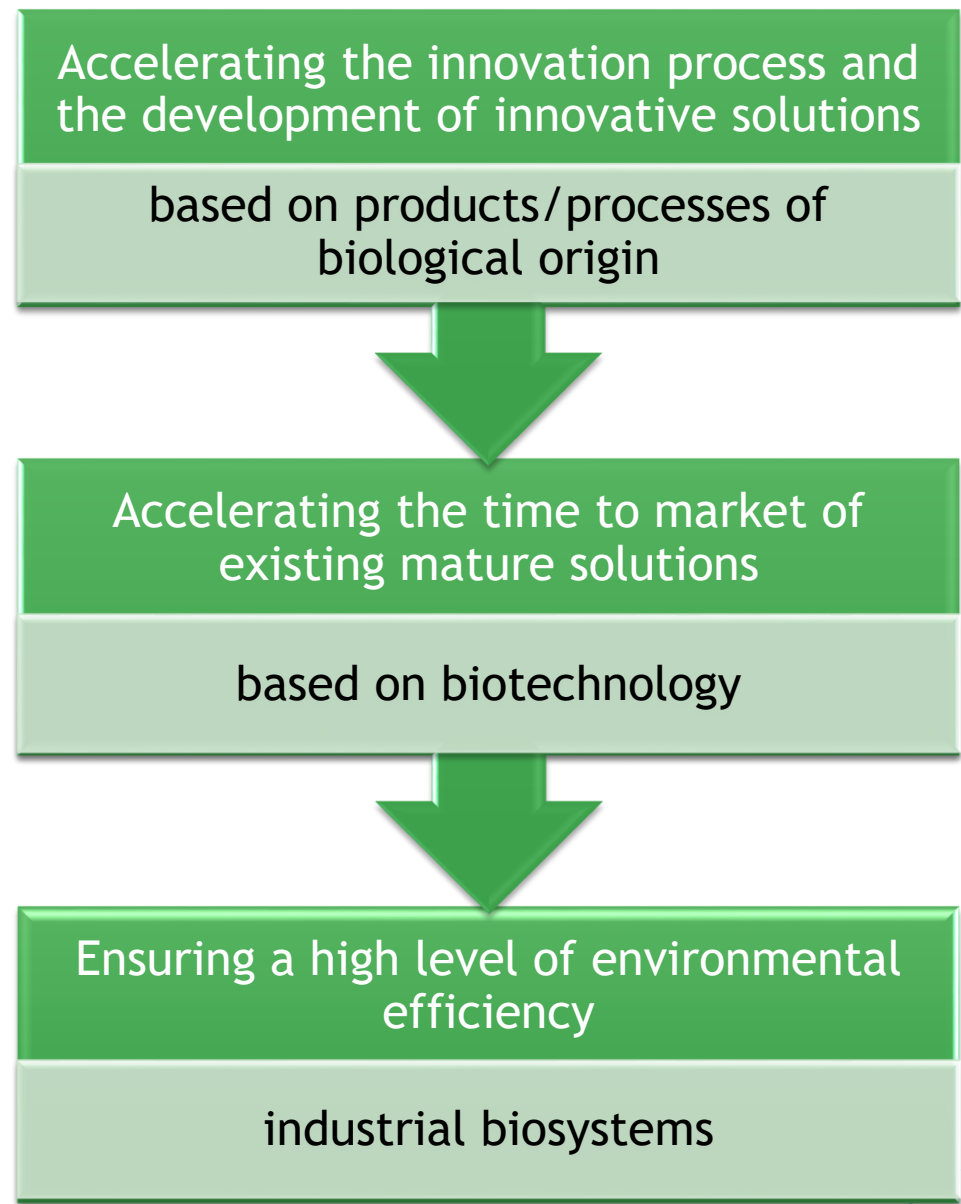 Accelerating the innovation process and
the development of innovative solutions
based on products/processes of
biological origin
Accelerating the time to market of
existing mature solutions
based on biotechnology
Ensuring a high level of environmental
efficiency
industrial biosystems